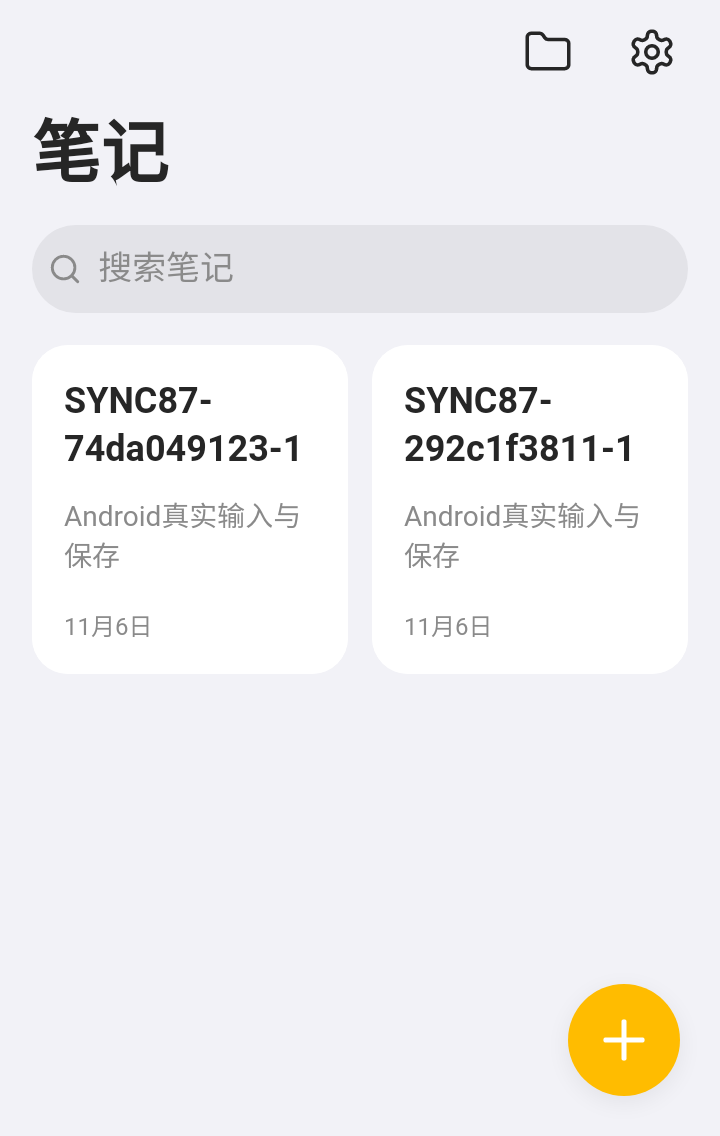 笔记
搜索笔记
SYNC87-
74da049123-1
Android真实输入与
保存
11月6日
SYNC87-
292c1f3811-1
Android真实输入与
保存
11月6日